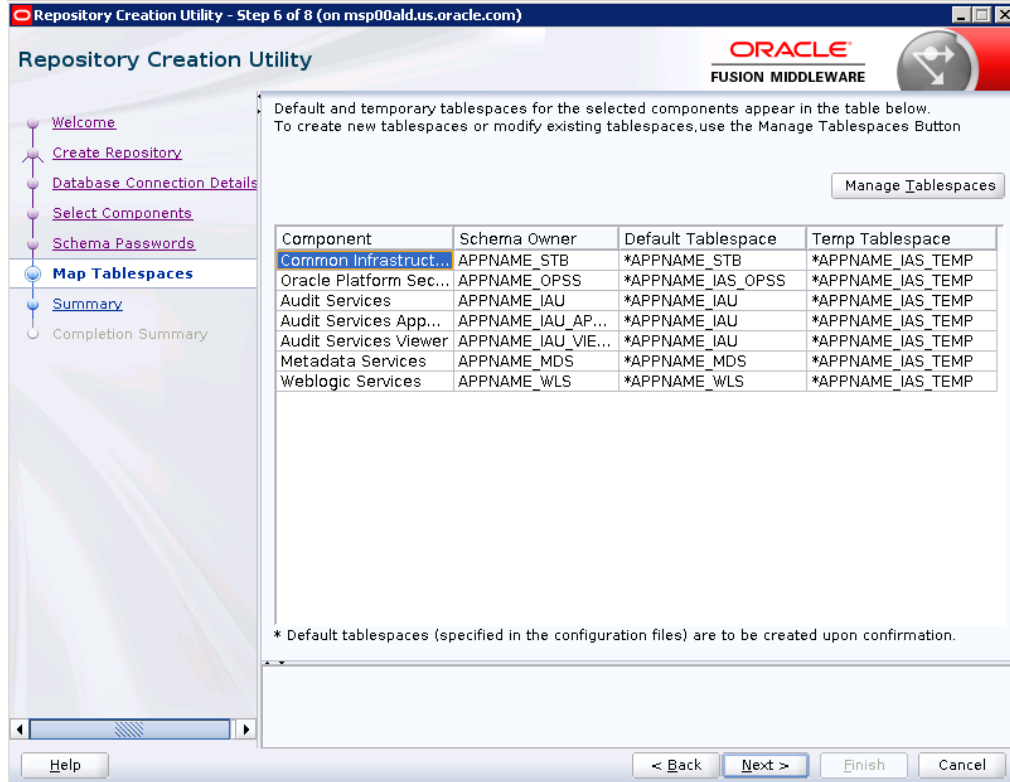 Repository Creation Utility - Step 6 of 8 (on msp00ald.us.oracle.com)
Repository Creation Utility
ORACLE
FUSION MIDDLEWARE
Welcome
Create Repository
Database Connection Details
Select Components
Schema Passwords
Map Tablespaces
Summary
Completion Summary
Default and temporary tablespaces for the selected components appear in the table below.
To create new tablespaces or modify existing tablespaces,use the Manage Tablespaces Button
Manage Tablespaces
Component Schema Owner Default Tablespace Temp Tablespace
Common Infrastruct... APPNAME_STB *APPNAME_STB *APPNAME_IAS_TEMP
Oracle Platform Sec... APPNAME_OPSS *APPNAME_IAS_OPSS *APPNAME_IAS_TEMP
Audit Services APPNAME_IAU *APPNAME_IAU *APPNAME_IAS_TEMP
Audit Services App... APPNAME_IAU_AP... *APPNAME_IAU *APPNAME_IAS_TEMP
Audit Services Viewer APPNAME_IAU_VIE... *APPNAME_IAU *APPNAME_IAS_TEMP
Metadata Services APPNAME_MDS *APPNAME_MDS *APPNAME_IAS_TEMP
Weblogic Services APPNAME_WLS *APPNAME_WLS *APPNAME_IAS_TEMP
* Default tablespaces (specified in the configuration files) are to be created upon confirmation.
Help < Back Next > Finish Cancel